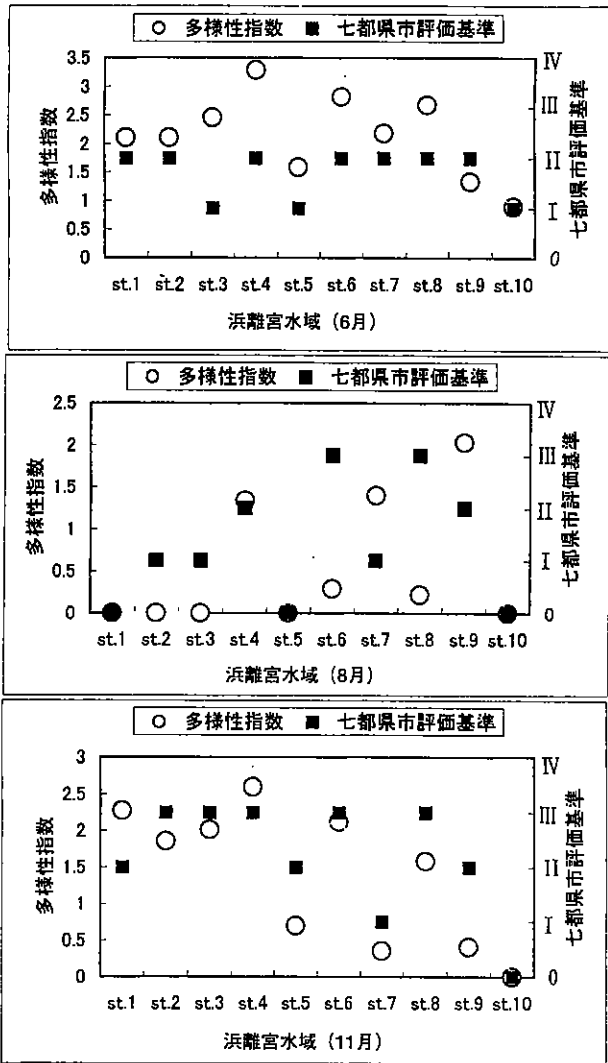 ○ 多様性指数 ■ 七都県市評価基準
3.5
3
2.5
2
1.5
1
0.5
0
多様性指数
IV
III
II
I
0
七都県市評価基準
st.1 st.2 st.3 st.4 st.5 st.6 st.7 st.8 st.9 st.10
浜離宮水域 (6月)
○ 多様性指数 ■ 七都県市評価基準
2.5
2
1.5
1
0.5
0
多様性指数
IV
III
II
I
0
七都県市評価基準
st.1 st.2 st.3 st.4 st.5 st.6 st.7 st.8 st.9 st.10
浜離宮水域 (8月)
○ 多様性指数 ■ 七都県市評価基準
3
2.5
2
1.5
1
0.5
0
多様性指数
IV
III
II
I
0
七都県市評価基準
st.1 st.2 st.3 st.4 st.5 st.6 st.7 st.8 st.9 st.10
浜離宮水域 (11月)